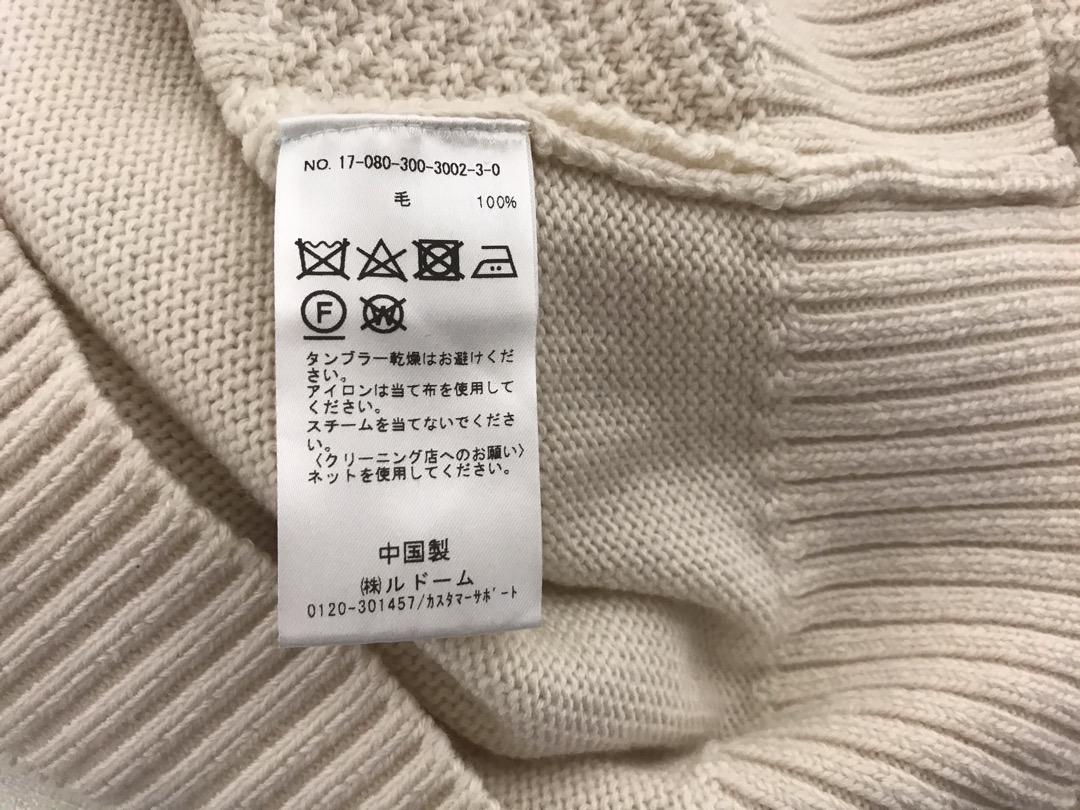 NO. 17-080-300-3002-3-0
毛 100%
F W
タンブラー乾燥はお避けくだ
さい。
アイロンは当て布を使用して
ください。
スチームを当てないでくださ
い。
〈クリーニング店へのお願い〉
ネットを使用してください。
中国製
㈱ルドーム
0120-301457/カスタマーサポート